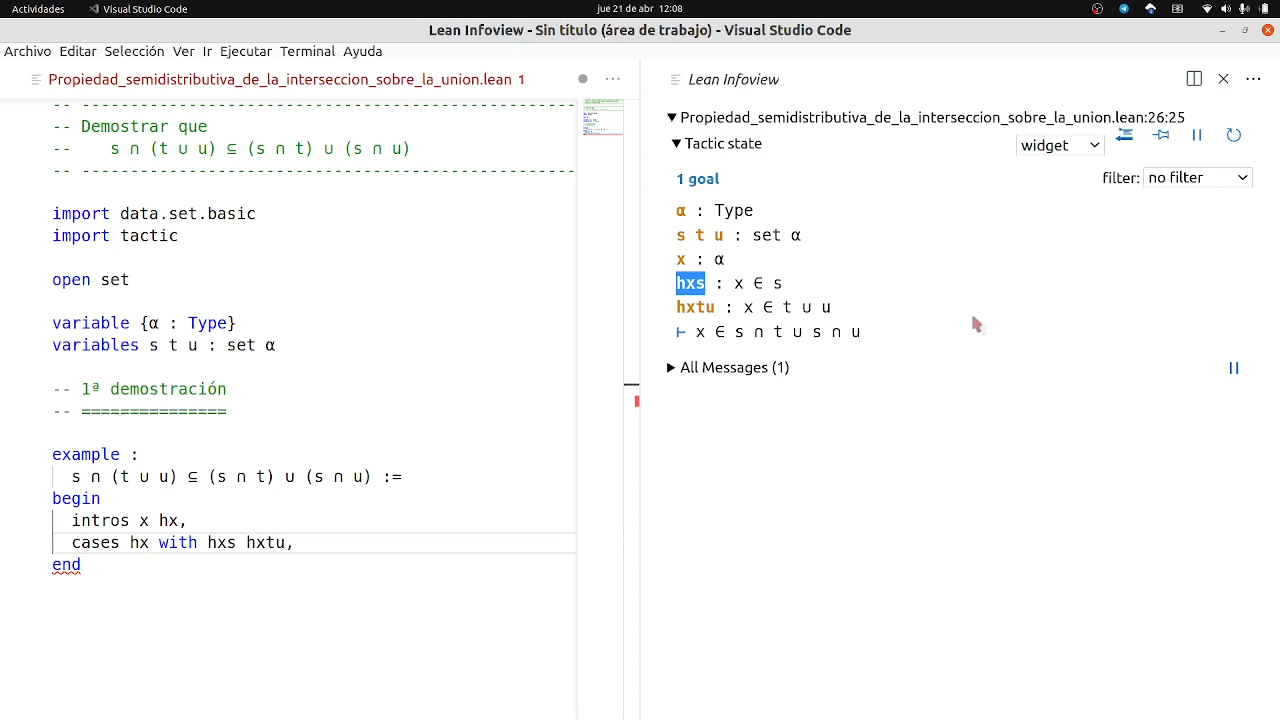 Actividades Visual Studio Code jue 21 de abr 12:08
Lean Infoview - Sin título (área de trabajo) - Visual Studio Code
Archivo Editar Selección Ver Ir Ejecutar Terminal Ayuda
Propiedad_semidistributiva_de_la_interseccion_sobre_la_union.lean 1
-- ---------------------------------------------------
-- Demostrar que
--    s ∩ (t ∪ u) ⊆ (s ∩ t) ∪ (s ∩ u)
-- ---------------------------------------------------
import data.set.basic
import tactic
open set
variable {α : Type}
variables s t u : set α
-- 1ª demostración
-- ===============
example :
  s ∩ (t ∪ u) ⊆ (s ∩ t) ∪ (s ∩ u) :=
begin
  intros x hx,
  cases hx with hxs hxtu,
end
Lean Infoview
▼ Propiedad_semidistributiva_de_la_interseccion_sobre_la_union.lean:26:25
▼ Tactic state
widget
1 goal
filter: no filter
α : Type
s t u : set α
x : α
hxs : x ∈ s
hxtu : x ∈ t ∪ u
⊢ x ∈ s ∩ t ∪ s ∩ u
▶ All Messages (1)